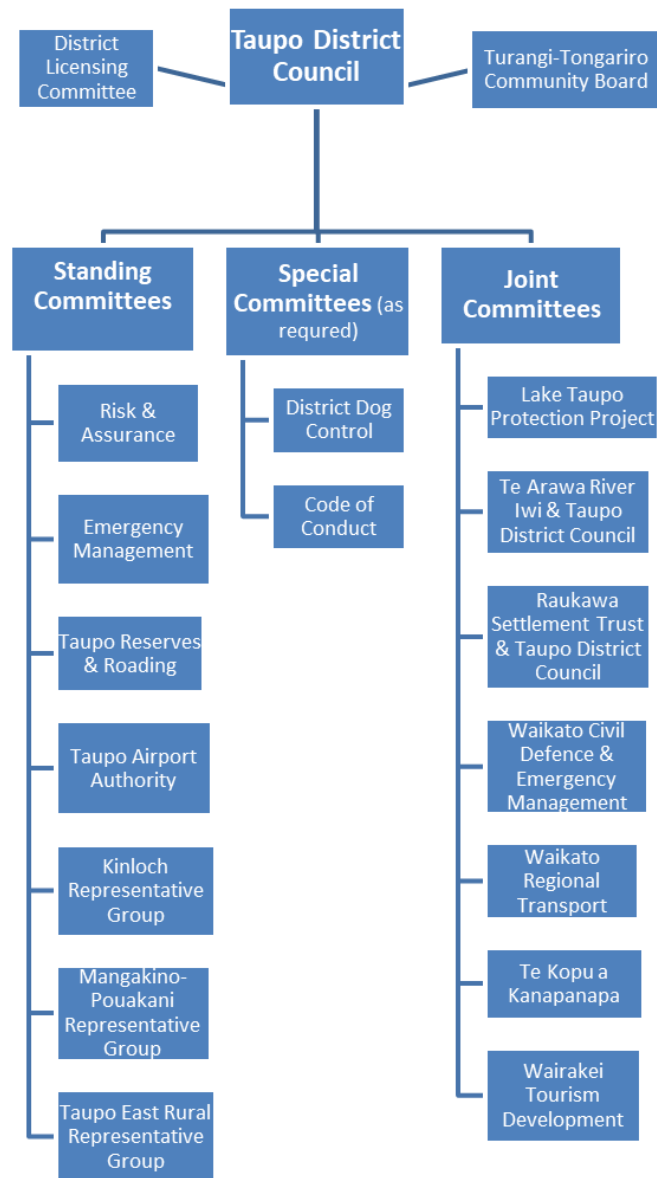 District
Licensing
Committee
Taupo District
Council
Turangi-Tongariro
Community Board
Standing
Committees
Risk &
Assurance
Emergency
Management
Taupo Reserves
& Roading
Taupo Airport
Authority
Kinloch
Representative
Group
Mangakino-
Pouakani
Representative
Group
Taupo East Rural
Representative
Group
Special
Committees (as
requred)
District Dog
Control
Code of
Conduct
Joint
Committees
Lake Taupo
Protection Project
Te Arawa River
Iwi & Taupo
District Council
Raukawa
Settlement Trust
& Taupo District
Council
Waikato Civil
Defence &
Emergency
Management
Waikato
Regional
Transport
Te Kopu a
Kanapanapa
Wairakei
Tourism
Development